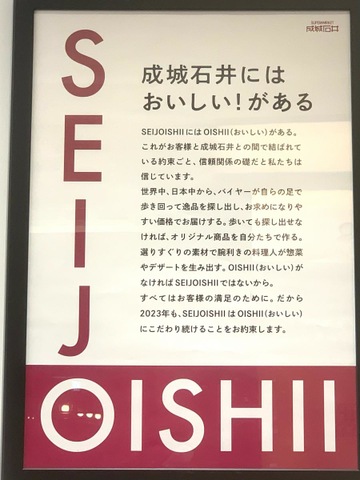 SUPERMARKET
成城石井
SEIJ
OISHII
成城石井には
おいしい！がある
SEIJOISHIIにはOISHII(おいしい)がある。
これがお客様と成城石井との間で結ばれて
いる約束ごと、信頼関係の礎だと私たちは
信じています。
世界中、日本中から、バイヤーが自らの足で
歩き回って逸品を探し出し、お求めになりや
すい価格でお届けする。歩いても探し出せな
ければ、オリジナル商品を自分たちで作る。
選りすぐりの素材で腕利きの料理人が惣菜
やデザートを生み出す。OISHII(おいしい)が
なければSEIJOISHIIではないから。
すべてはお客様の満足のために。だから
2023年も、SEIJOISHIIはOISHII(おいしい)
にこだわり続けることをお約束します。